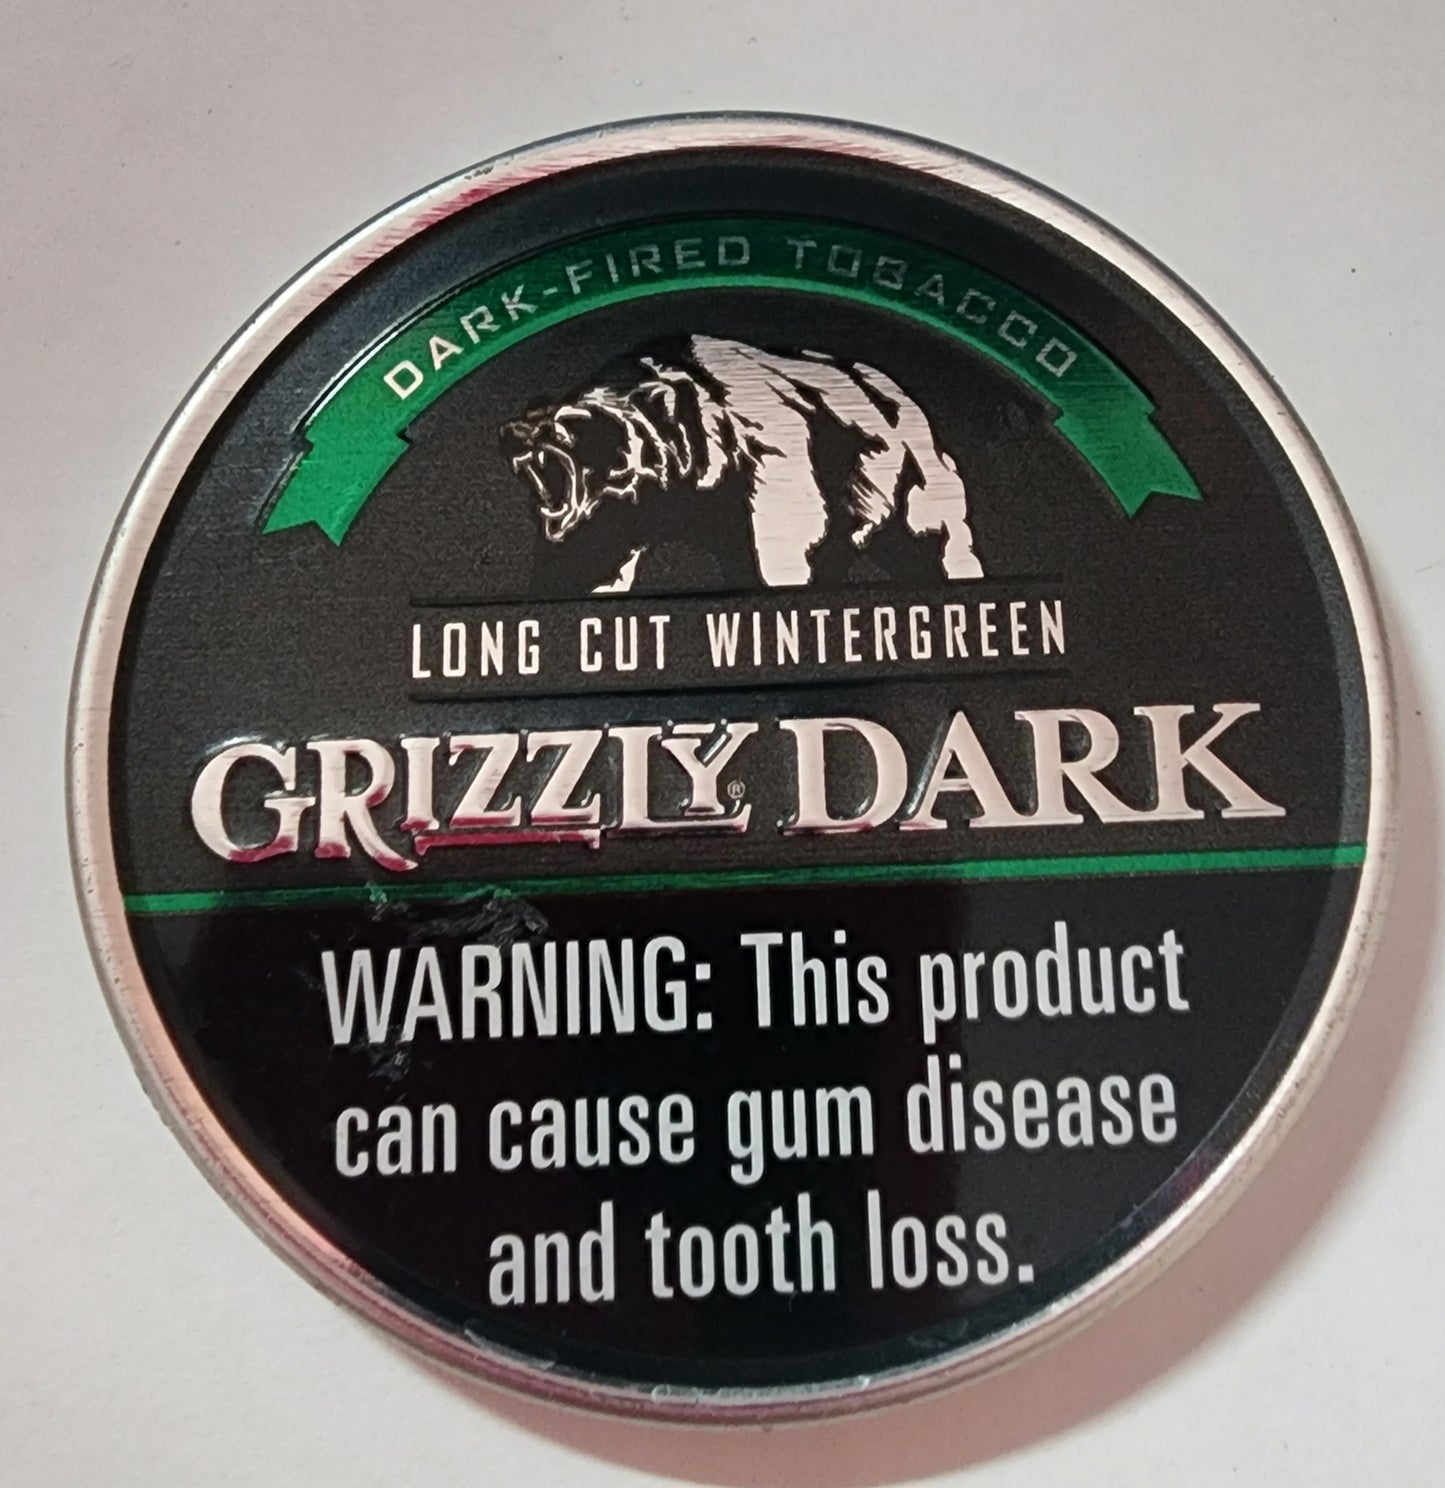 DARK-FIRED TOBACCO
LONG CUT WINTERGREEN
GRIZZLY® DARK
WARNING: This product
can cause gum disease
and tooth loss.